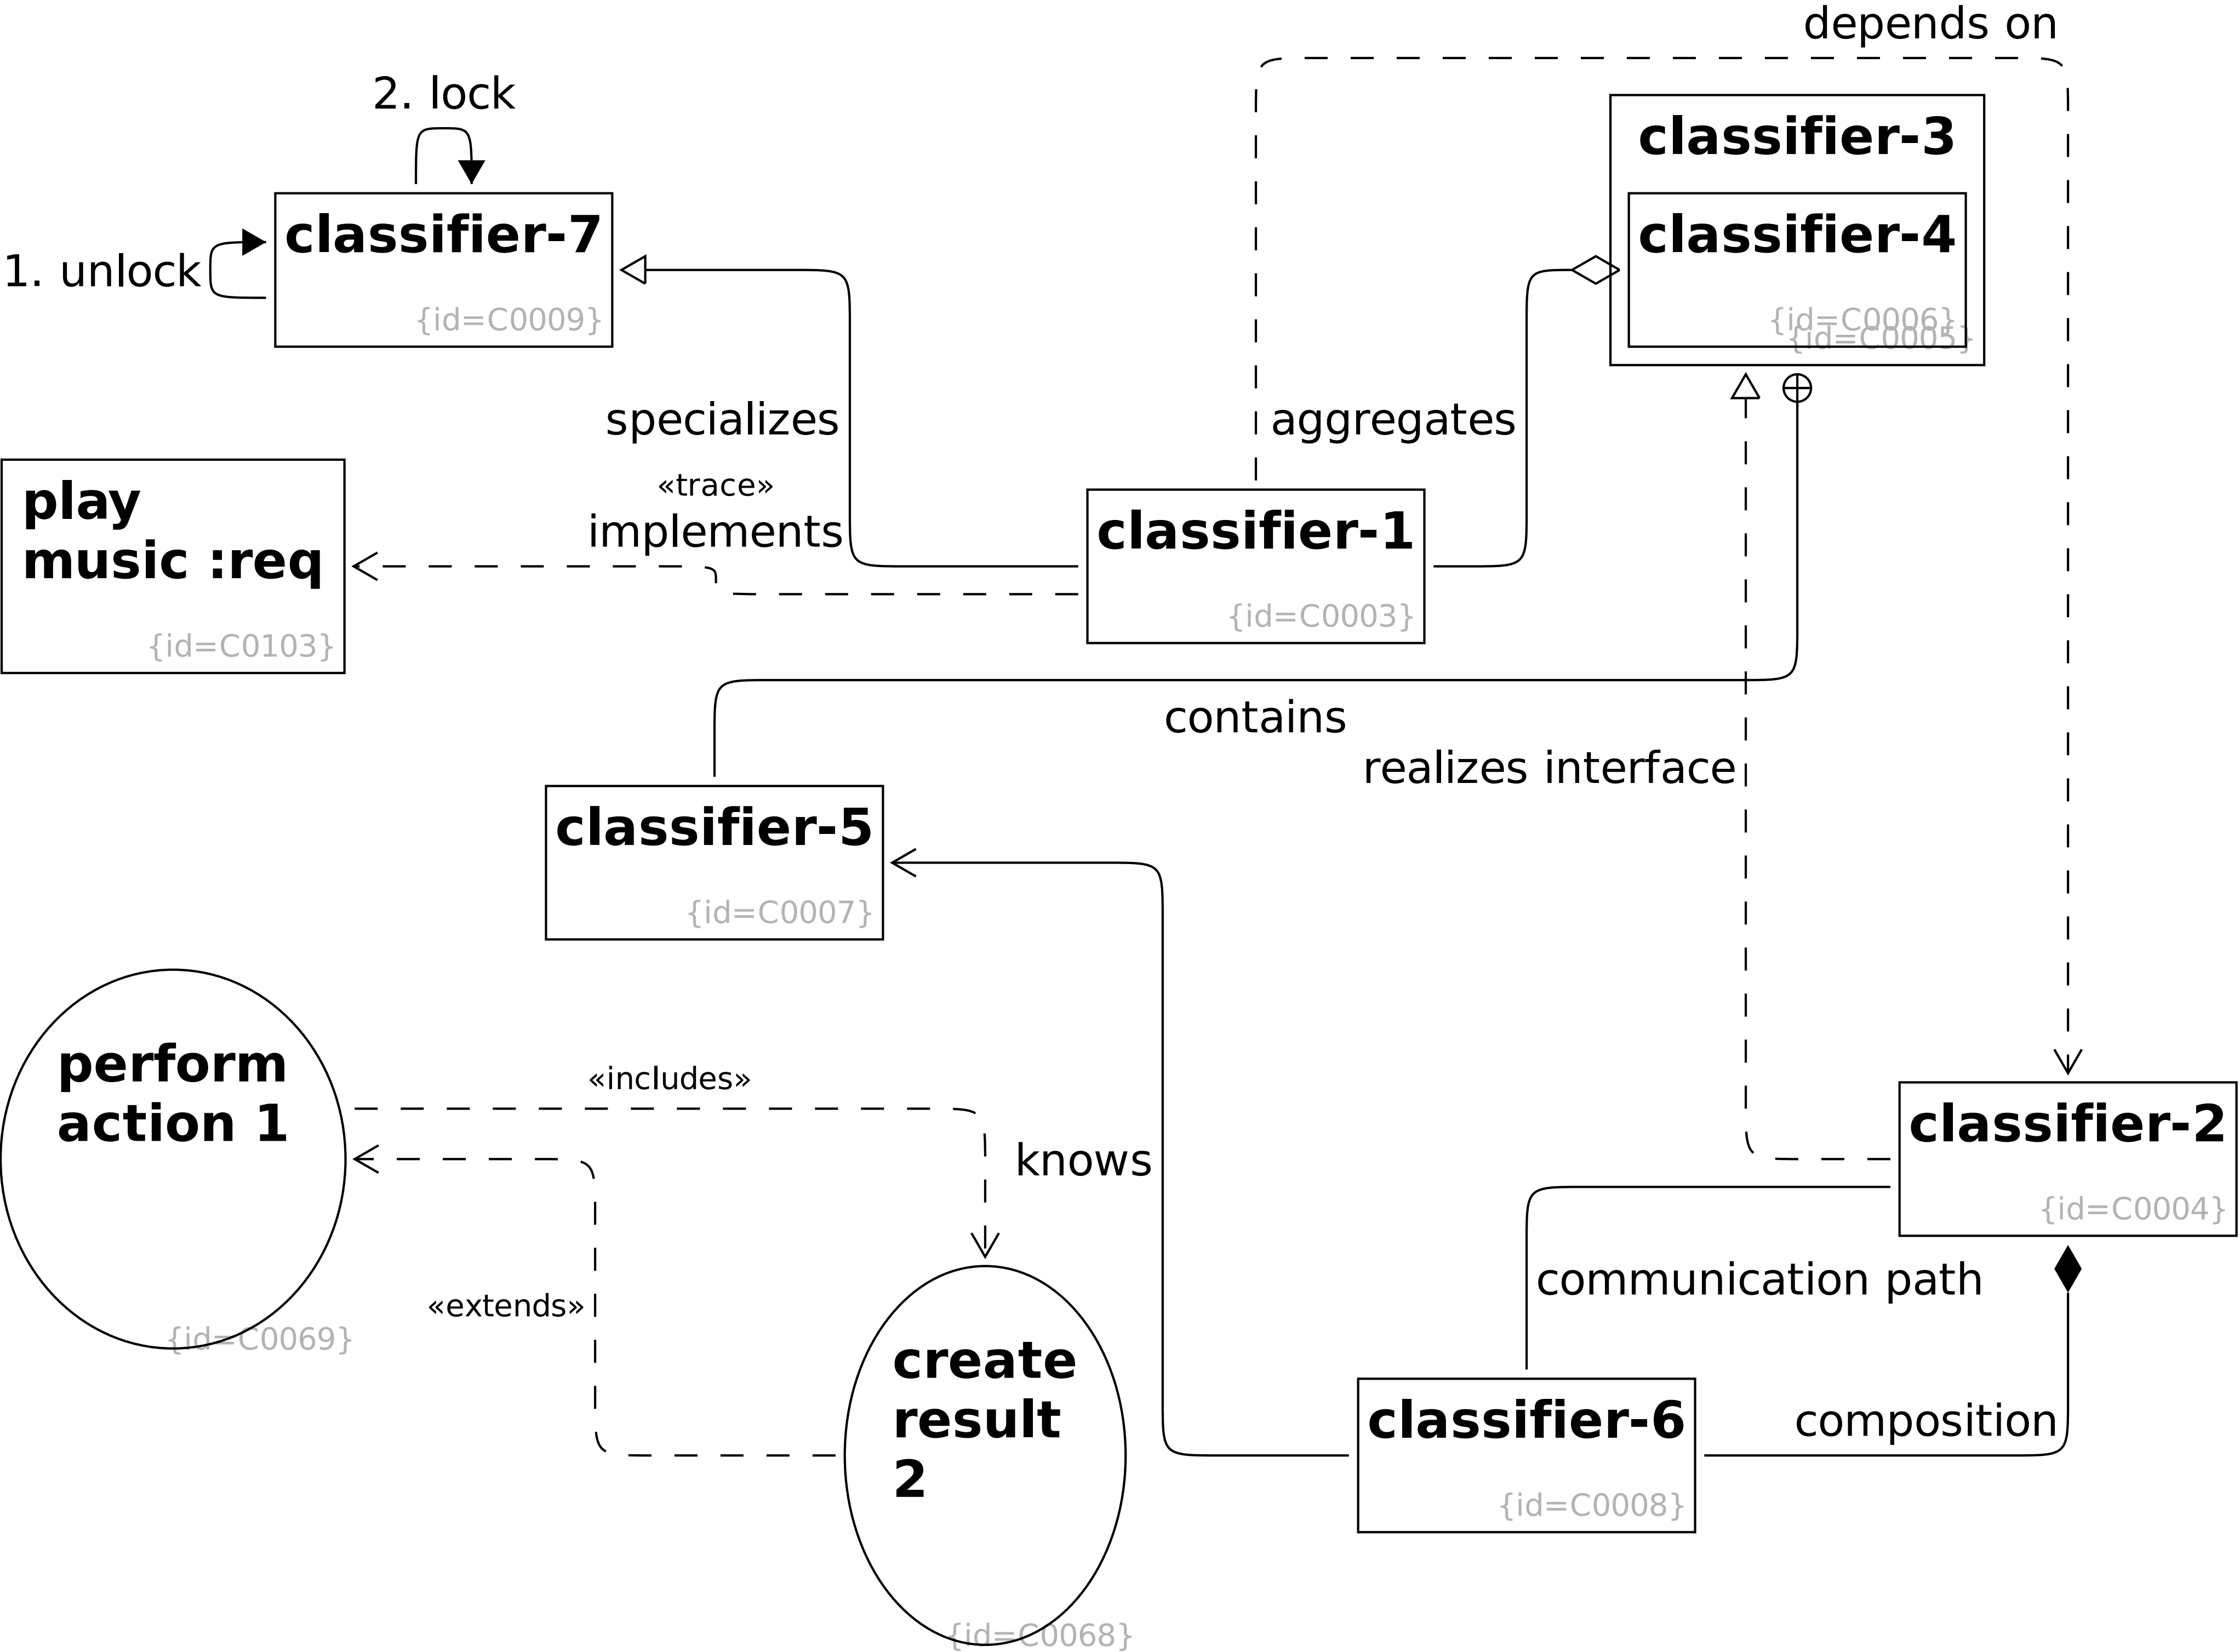 depends on
2. lock
classifier-3
classifier-7
classifier-4
1. unlock
{id=C0009}
{id=C0006}
{id=C0005}
specializes
aggregates
«trace»
implements
play
music :req
{id=C0103}
classifier-1
{id=C0003}
contains
realizes interface
classifier-5
{id=C0007}
perform
action 1
{id=C0069}
«includes»
knows
classifier-2
{id=C0004}
«extends»
communication path
create
result
2
{id=C0068}
classifier-6
{id=C0008}
composition